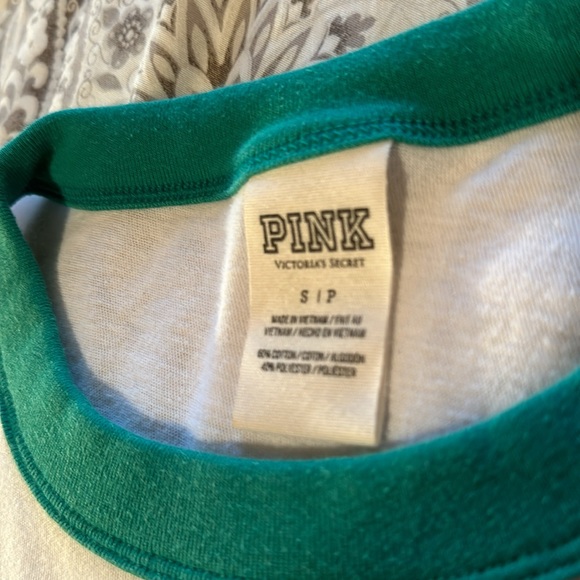 PINK
VICTORIA'S SECRET
S | P
MADE IN VIETNAM / FAIT AU
VIETNAM / HECHO EN VIETNAM
60% COTTON / COTON / ALGODÓN
40% POLYESTER / POLIÉSTER